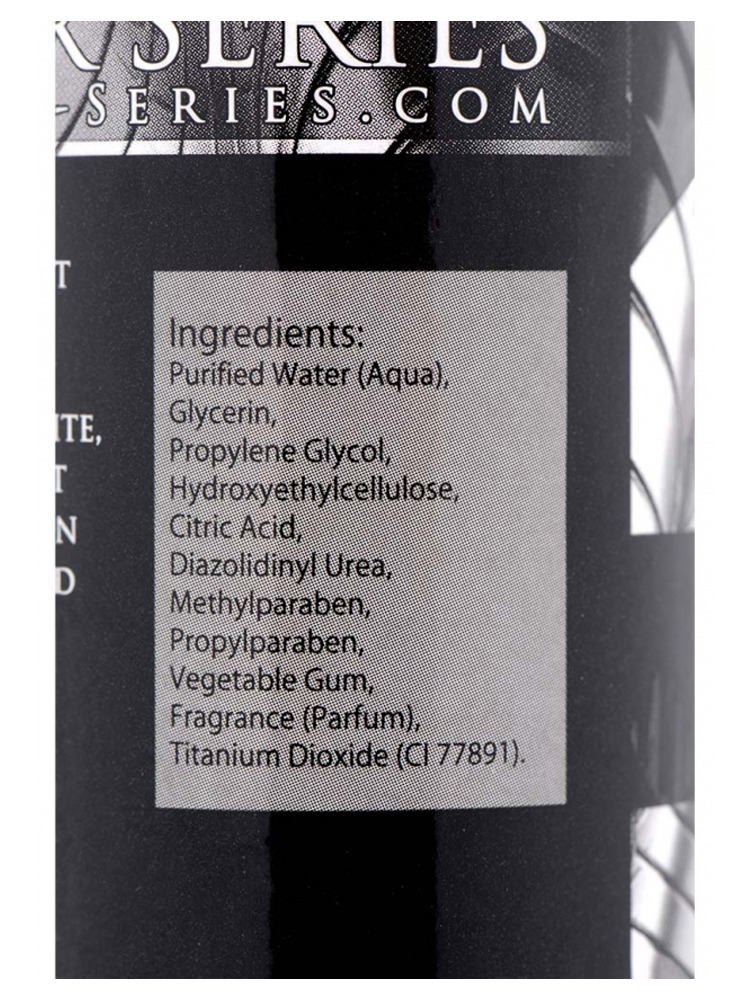 SERIES
-SERIES.COM
T
ITE,
T
N
D
Ingredients:
Purified Water (Aqua),
Glycerin,
Propylene Glycol,
Hydroxyethylcellulose,
Citric Acid,
Diazolidinyl Urea,
Methylparaben,
Propylparaben,
Vegetable Gum,
Fragrance (Parfum),
Titanium Dioxide (CI 77891).